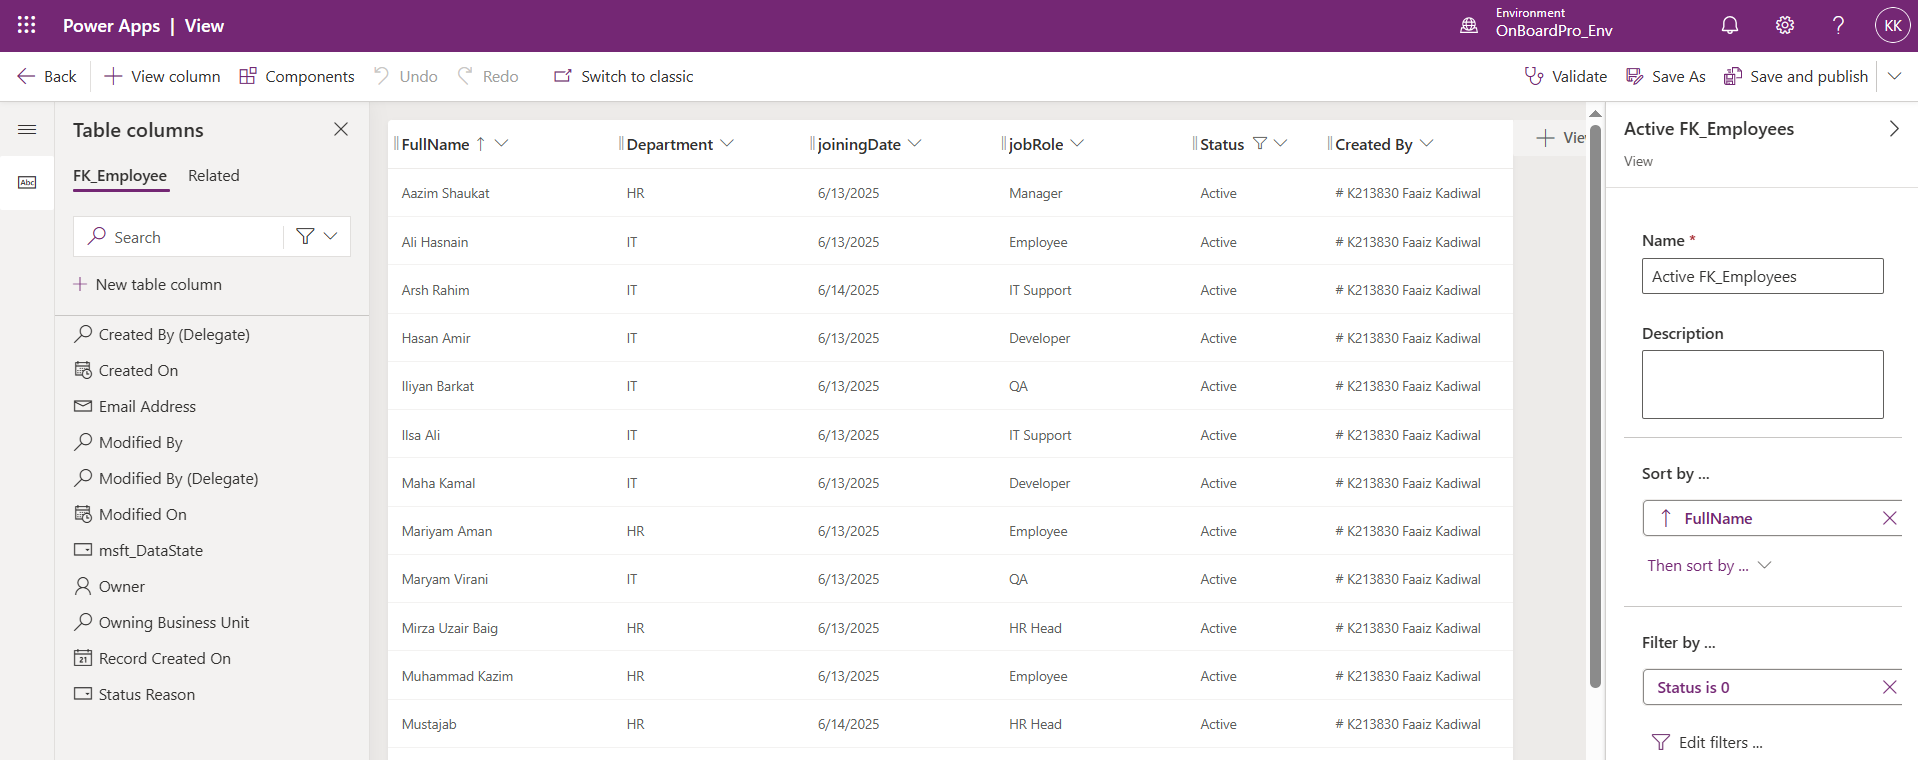 Power Apps | View
Environment
OnBoardPro_Env
KK
Back
View column
Components
Undo
Redo
Switch to classic
Validate
Save As
Save and publish
Table columns
FK_Employee Related
Search
New table column
Abc
Created By (Delegate)
Created On
Email Address
Modified By
Modified By (Delegate)
Modified On
msft_DataState
Owner
Owning Business Unit
21 Record Created On
Status Reason
FullName Department joiningDate jobRole Status Created By
Aazim Shaukat HR 6/13/2025 Manager Active # K213830 Faaiz Kadiwal
Ali Hasnain IT 6/13/2025 Employee Active # K213830 Faaiz Kadiwal
Arsh Rahim IT 6/14/2025 IT Support Active # K213830 Faaiz Kadiwal
Hasan Amir IT 6/13/2025 Developer Active # K213830 Faaiz Kadiwal
Iliyan Barkat IT 6/13/2025 QA Active # K213830 Faaiz Kadiwal
Ilsa Ali IT 6/13/2025 IT Support Active # K213830 Faaiz Kadiwal
Maha Kamal IT 6/13/2025 Developer Active # K213830 Faaiz Kadiwal
Mariyam Aman HR 6/13/2025 Employee Active # K213830 Faaiz Kadiwal
Maryam Virani IT 6/13/2025 QA Active # K213830 Faaiz Kadiwal
Mirza Uzair Baig HR 6/13/2025 HR Head Active # K213830 Faaiz Kadiwal
Muhammad Kazim HR 6/13/2025 Employee Active # K213830 Faaiz Kadiwal
Mustajab HR 6/14/2025 HR Head Active # K213830 Faaiz Kadiwal
Active FK_Employees
View
Name *
Active FK_Employees
Description
Sort by ...
FullName
Then sort by ...
Filter by ...
Status is 0
Edit filters ...